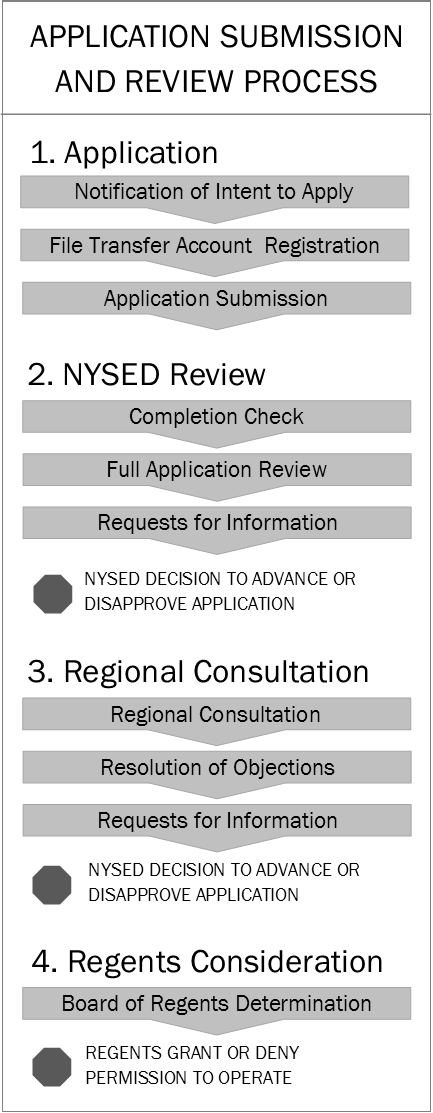 APPLICATION SUBMISSION
AND REVIEW PROCESS
1. Application
Notification of Intent to Apply
File Transfer Account  Registration
Application Submission
2. NYSED Review
Completion Check
Full Application Review
Requests for Information
NYSED DECISION TO ADVANCE OR
DISAPPROVE APPLICATION
3. Regional Consultation
Regional Consultation
Resolution of Objections
Requests for Information
NYSED DECISION TO ADVANCE OR
DISAPPROVE APPLICATION
4. Regents Consideration
Board of Regents Determination
REGENTS GRANT OR DENY
PERMISSION TO OPERATE